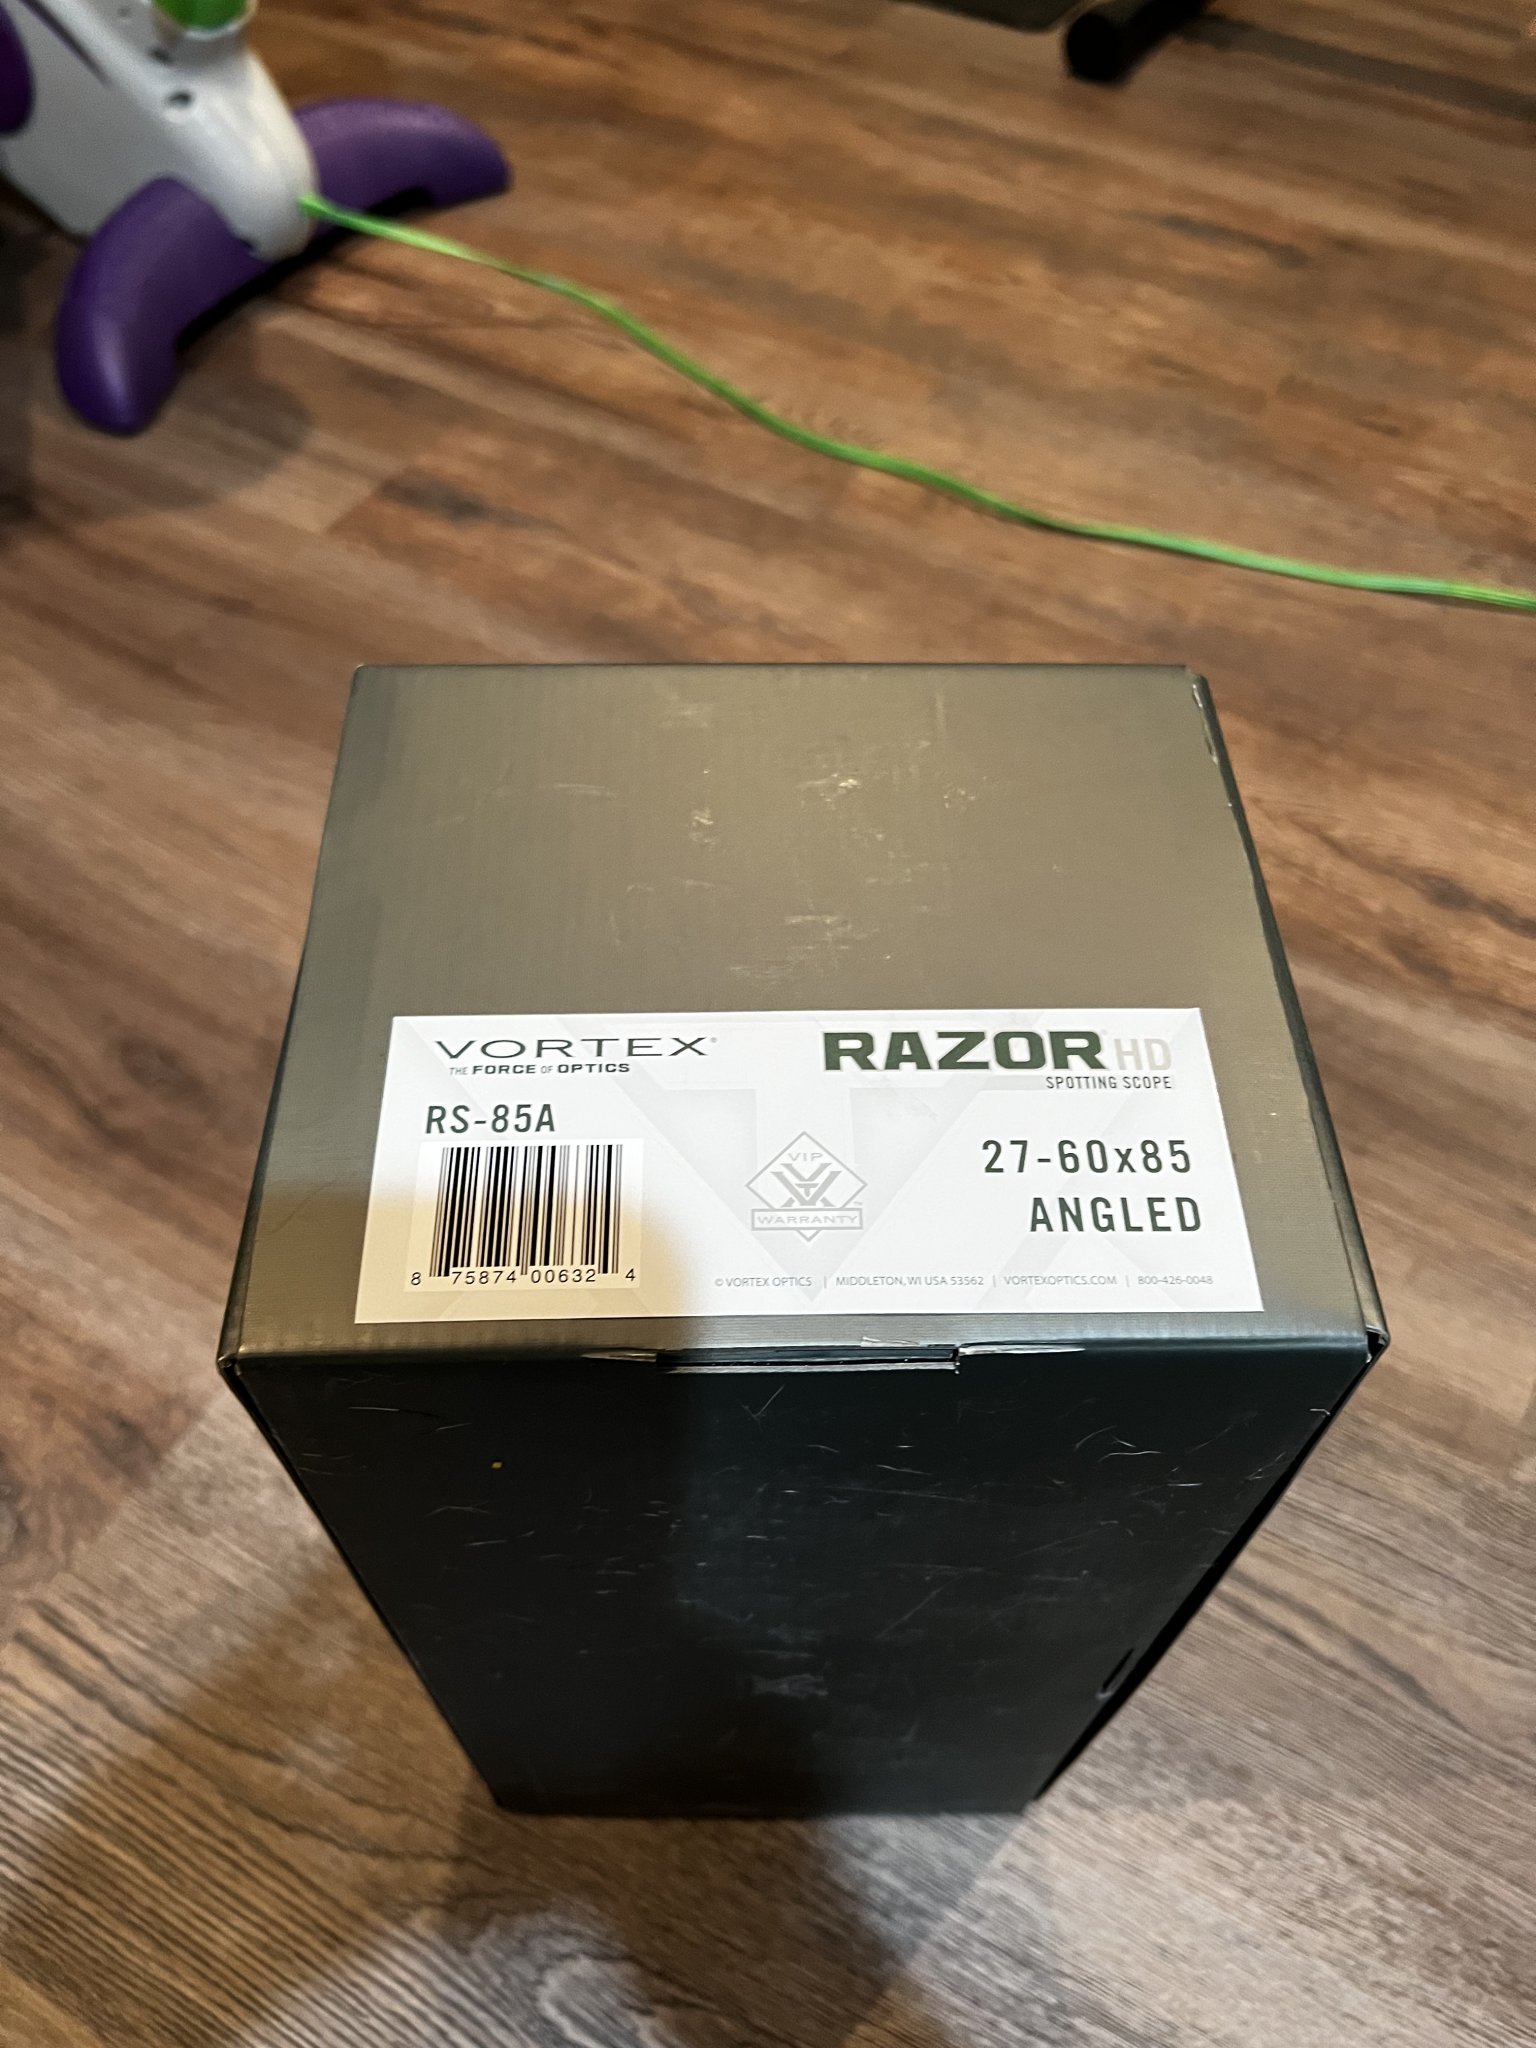 VORTEX®
THE FORCE OF OPTICS
RAZOR HD
SPOTTING SCOPE
RS-85A
8 75874 00632 4
VIP
WARRANTY
27-60x85
ANGLED
© VORTEX OPTICS | MIDDLETON, WI USA 53562 | VORTEXOPTICS.COM | 800-426-0048